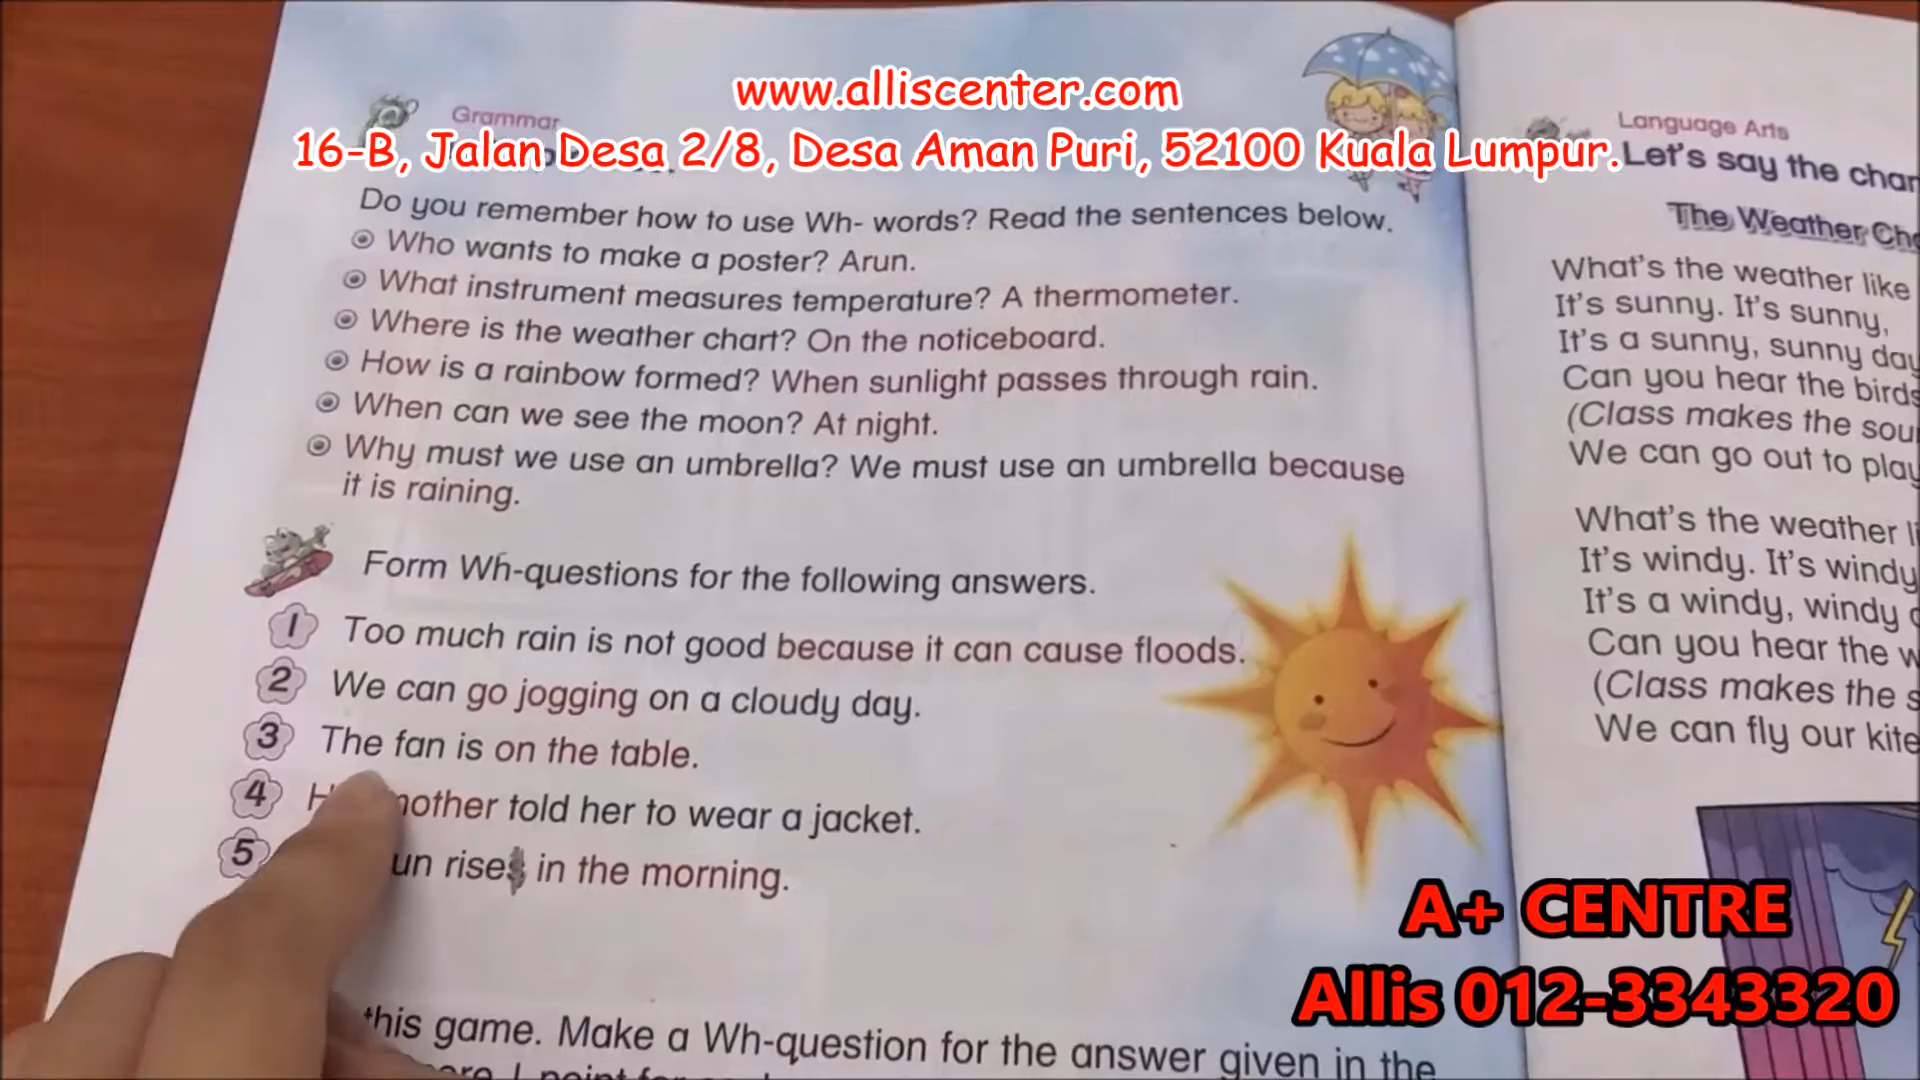 www.alliscenter.com
16-B, Jalan Desa 2/8, Desa Aman Puri, 52100 Kuala Lumpur.
Grammar
Do you remember how to use Wh- words? Read the sentences below.
Who wants to make a poster? Arun.
What instrument measures temperature? A thermometer.
Where is the weather chart? On the noticeboard.
How is a rainbow formed? When sunlight passes through rain.
When can we see the moon? At night.
Why must we use an umbrella? We must use an umbrella because
it is raining.
Form Wh-questions for the following answers.
1 Too much rain is not good because it can cause floods.
2 We can go jogging on a cloudy day.
3 The fan is on the table.
4 mother told her to wear a jacket.
5 un rises in the morning.
this game. Make a Wh-question for the answer given in the
Language Arts
Let's say the chan
The Weather Cha
What's the weather like
It's sunny. It's sunny,
It's a sunny, sunny day
Can you hear the birds
(Class makes the sou
We can go out to play
What's the weather li
It's windy. It's windy
It's a windy, windy
Can you hear the w
(Class makes the s
We can fly our kite
A+ CENTRE
Allis 012-3343320